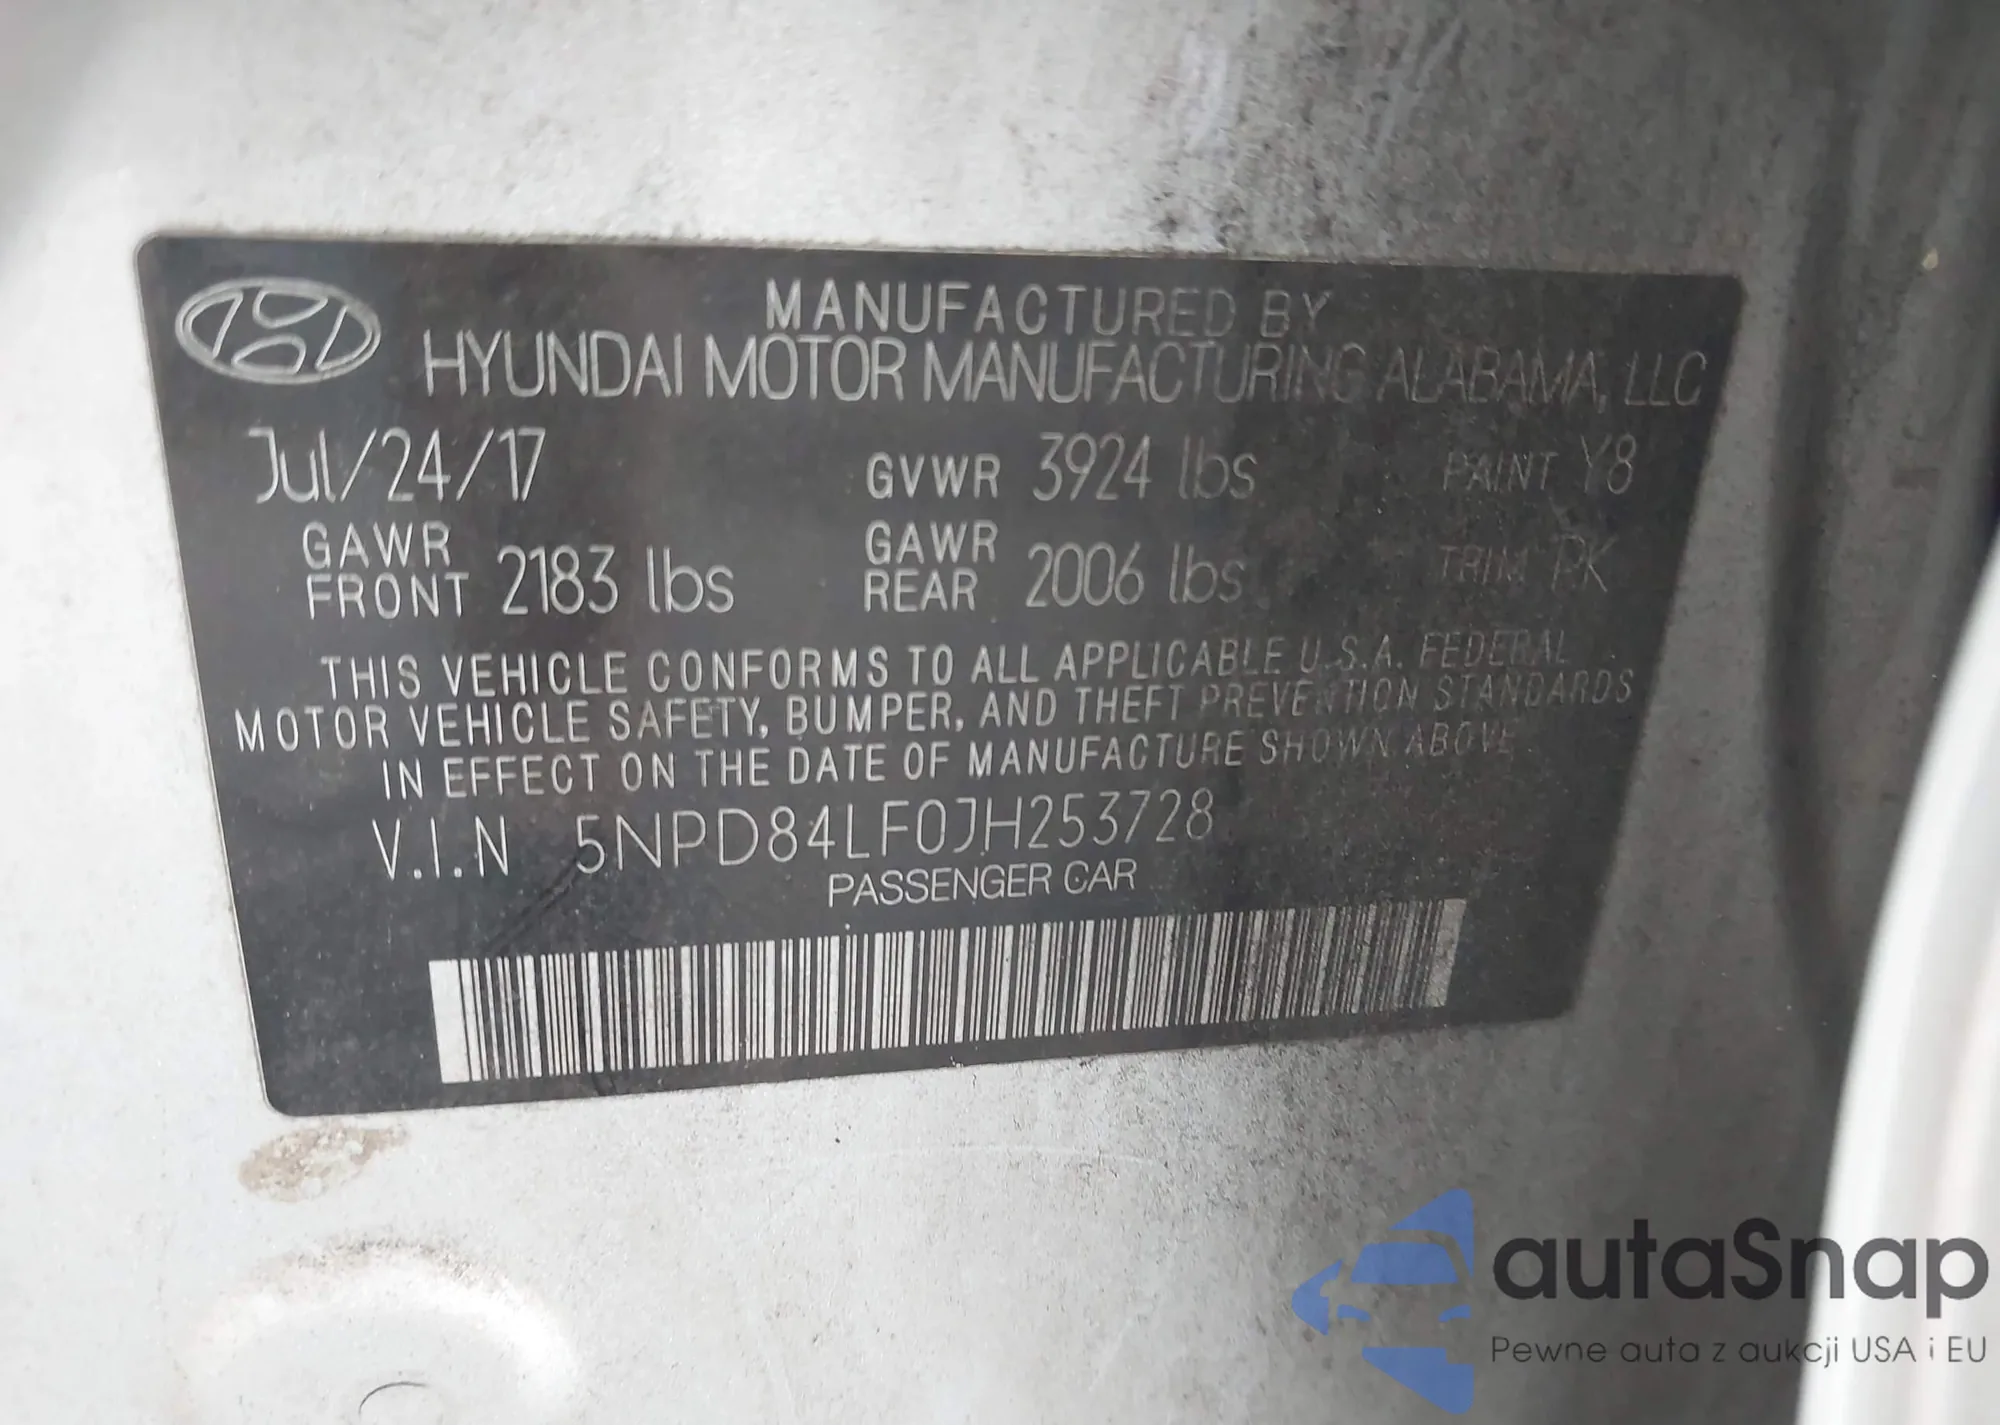 MANUFACTURED BY
HYUNDAI MOTOR MANUFACTURING ALABAMA, LLC
Jul/24/17 GVWR 3924 lbs PAINT Y8
GAWR FRONT 2183 lbs GAWR REAR 2006 lbs TRIM PK
THIS VEHICLE CONFORMS TO ALL APPLICABLE U.S.A. FEDERAL
MOTOR VEHICLE SAFETY, BUMPER, AND THEFT PREVENTION STANDARDS
IN EFFECT ON THE DATE OF MANUFACTURE SHOWN ABOVE
V.I.N 5NPD84LF0JH253728
PASSENGER CAR
autaSnap
Pewne auta z aukcji USA i EU